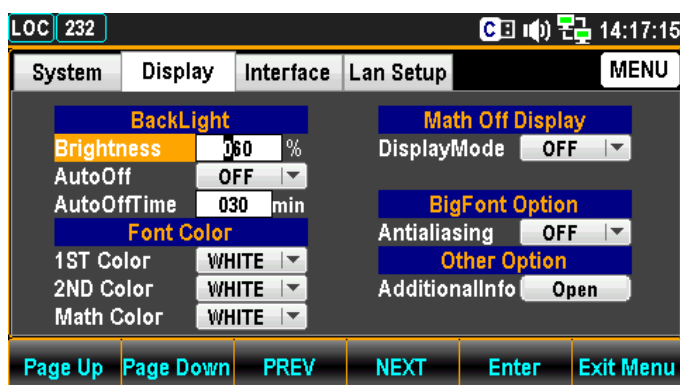 LOC 232 C 14:17:15
System Display Interface Lan Setup MENU
BackLight
Brightness 060 %
AutoOff OFF
AutoOffTime 030 min
Font Color
1ST Color WHITE
2ND Color WHITE
Math Color WHITE
Math Off Display
DisplayMode OFF
BigFont Option
Antialiasing OFF
Other Option
AdditionalInfo Open
Page Up Page Down PREV NEXT Enter Exit Menu